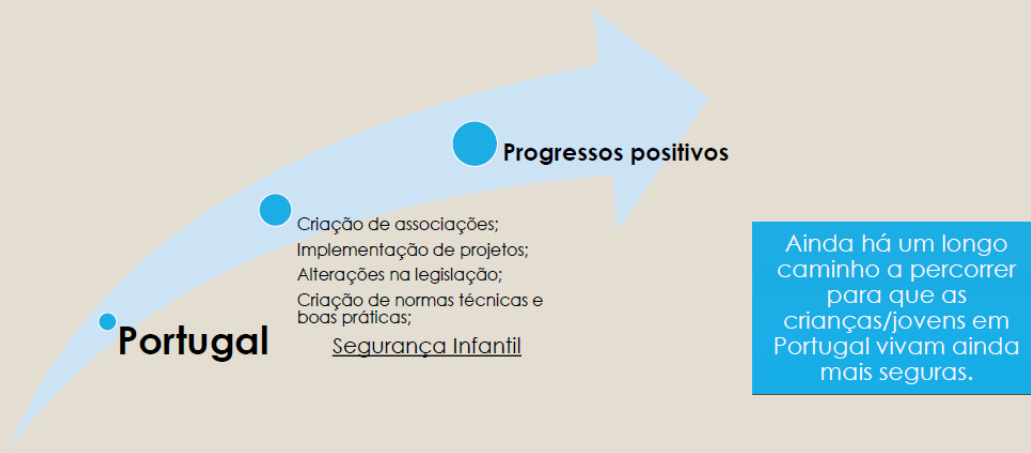 Progressos positivos
Criação de associações;
Implementação de projetos;
Alterações na legislação;
Criação de normas técnicas e
boas práticas;
Portugal
Segurança Infantil
Ainda há um longo
caminho a percorrer
para que as
crianças/jovens em
Portugal vivam ainda
mais seguras.